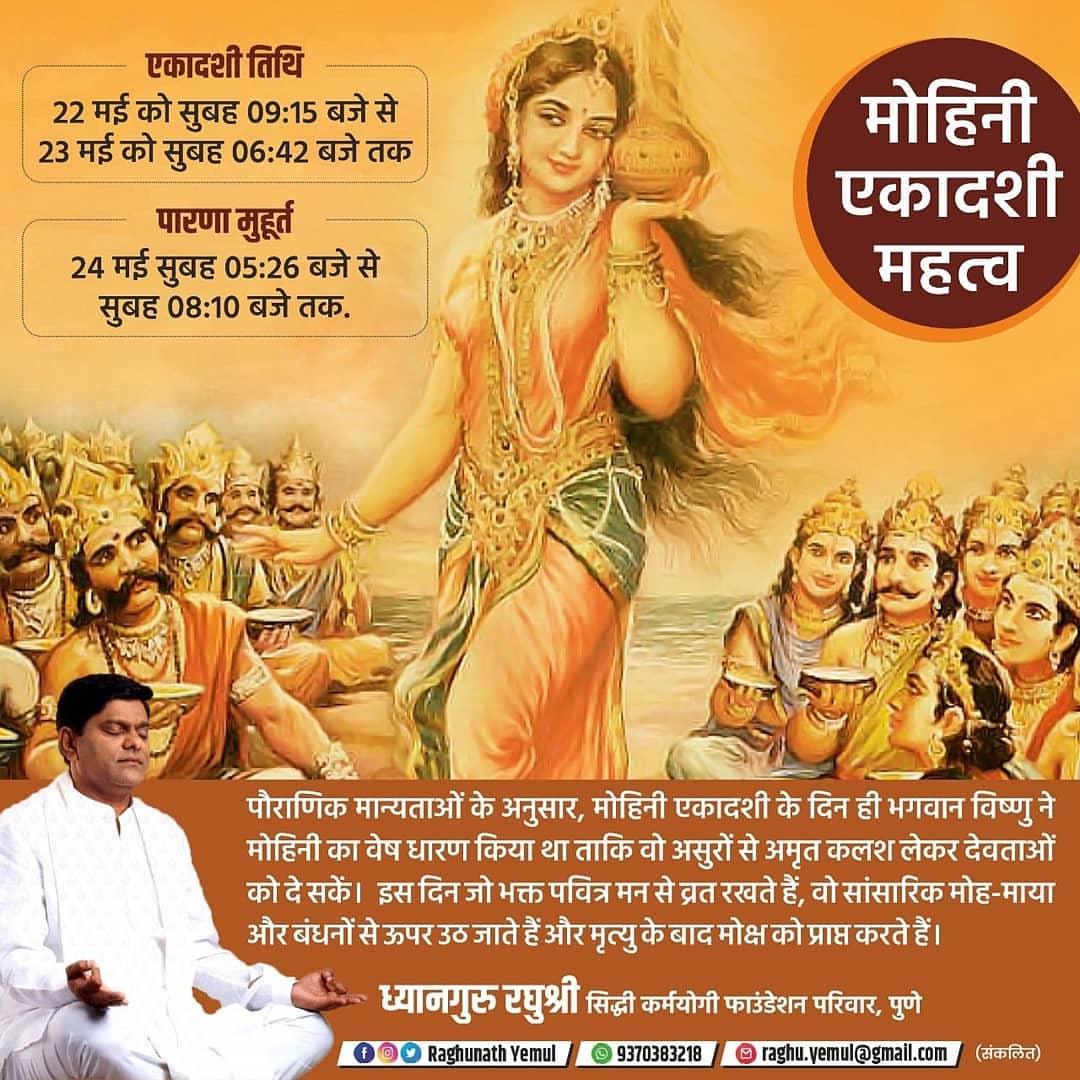 एकादशी तिथि
22 मई को सुबह 09:15 बजे से
23 मई को सुबह 06:42 बजे तक
पारणा मुहूर्त
24 मई सुबह 05:26 बजे से
सुबह 08:10 बजे तक.
मोहिनी
एकादशी
महत्व
पौराणिक मान्यताओं के अनुसार, मोहिनी एकादशी के दिन ही भगवान विष्णु ने
मोहिनी का वेष धारण किया था ताकि वो असुरों से अमृत कलश लेकर देवताओं
को दे सकें। इस दिन जो भक्त पवित्र मन से व्रत रखते हैं, वो सांसारिक मोह-माया
और बंधनों से ऊपर उठ जाते हैं और मृत्यु के बाद मोक्ष को प्राप्त करते हैं।
ध्यानगुरु रघुश्री सिद्धी कर्मयोगी फाउंडेशन परिवार, पुणे
Raghunath Yemul 9370383218 raghu.yemul@gmail.com (संकलित)